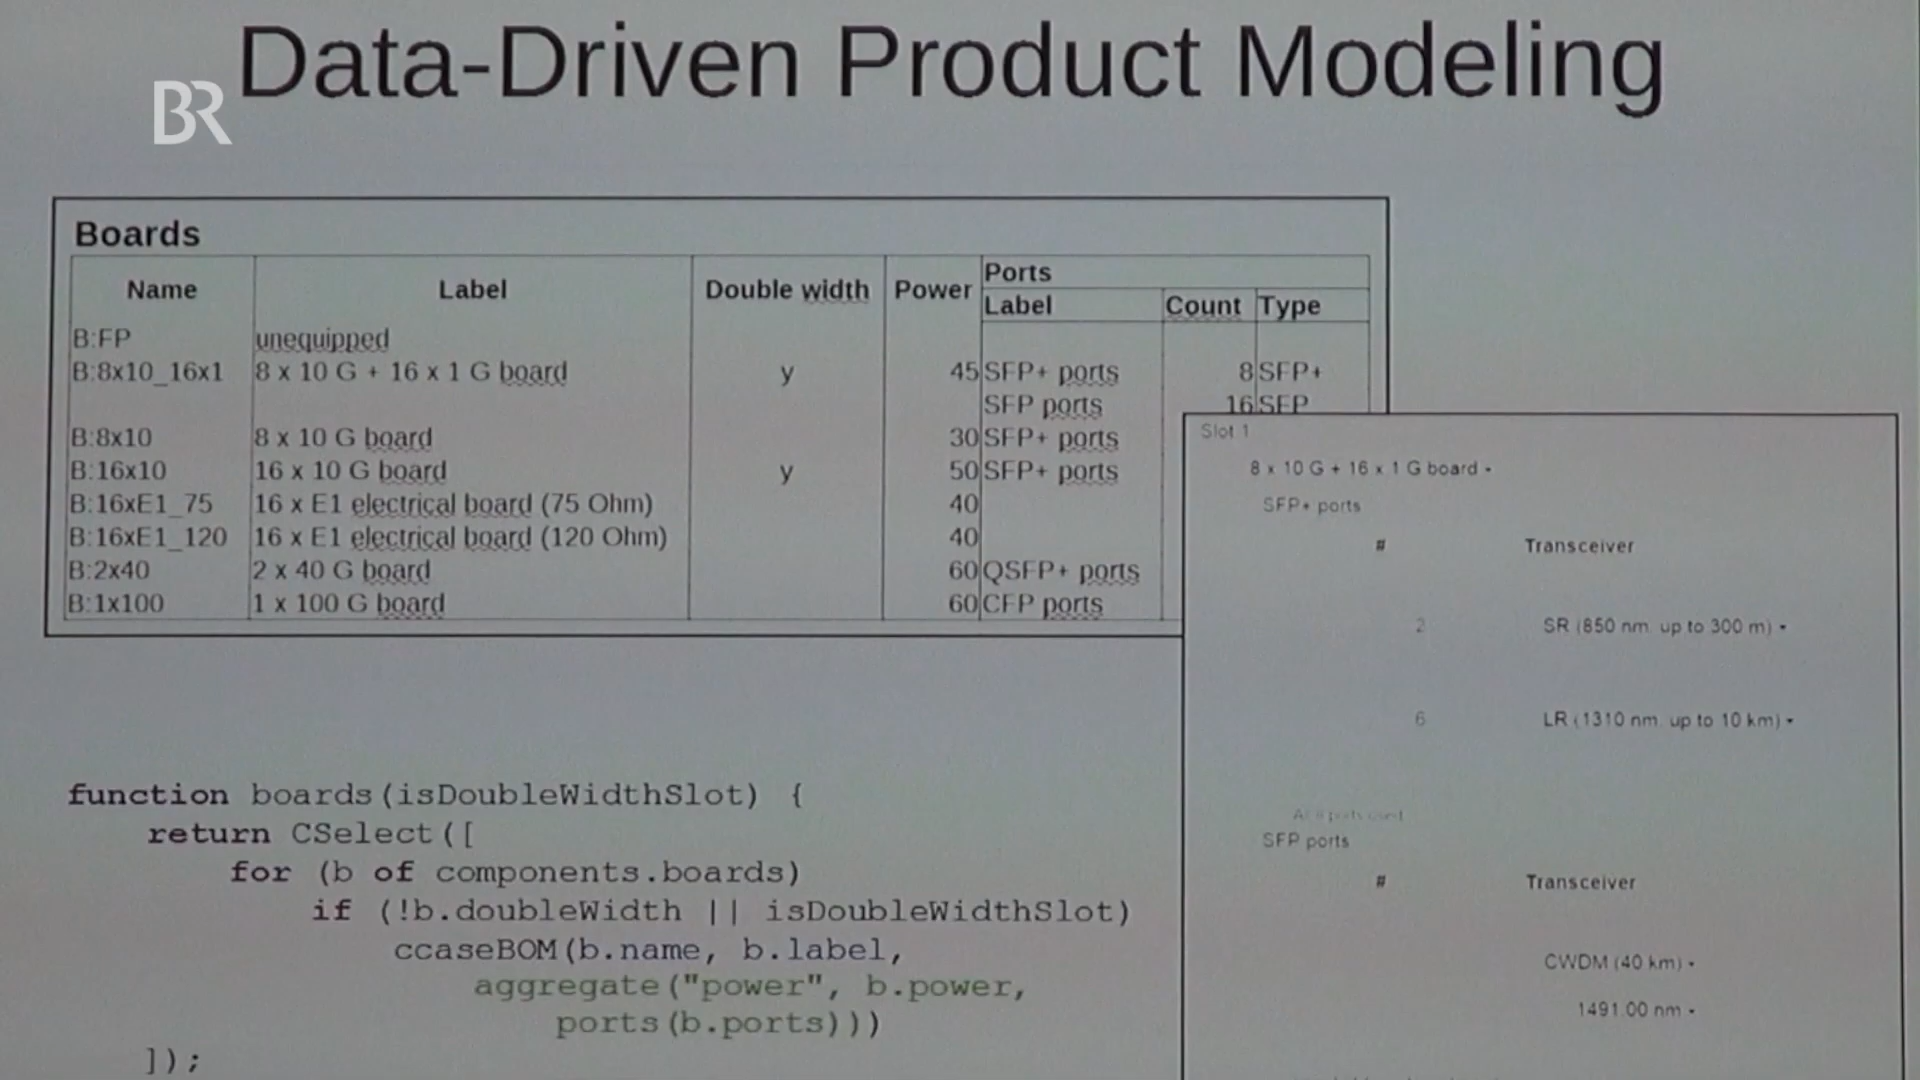 Data-Driven Product Modeling
BR
Boards
Name Label Double width Power Ports
Label Count Type
B:FP unequipped
B:8x10_16x1 8 x 10 G + 16 x 1 G board y 45 SFP+ ports 8 SFP+
SFP ports 16 SFP
B:8x10 8 x 10 G board 30 SFP+ ports
B:16x10 16 x 10 G board y 50 SFP+ ports
B:16xE1_75 16 x E1 electrical board (75 Ohm) 40
B:16xE1_120 16 x E1 electrical board (120 Ohm) 40
B:2x40 2 x 40 G board 60 QSFP+ ports
B:1x100 1 x 100 G board 60 CFP ports
Slot 1
8 x 10 G + 16 x 1 G board
SFP+ ports
# Transceiver
2 SR (850 nm, up to 300 m)
6 LR (1310 nm, up to 10 km)
ports used
SFP ports
# Transceiver
CWDM (40 km)
1491.00 nm
function boards(isDoubleWidthSlot) {
return CSelect([
for (b of components.boards)
if (!b.doubleWidth || isDoubleWidthSlot)
ccaseBOM(b.name, b.label,
aggregate("power", b.power,
ports(b.ports)))
]);